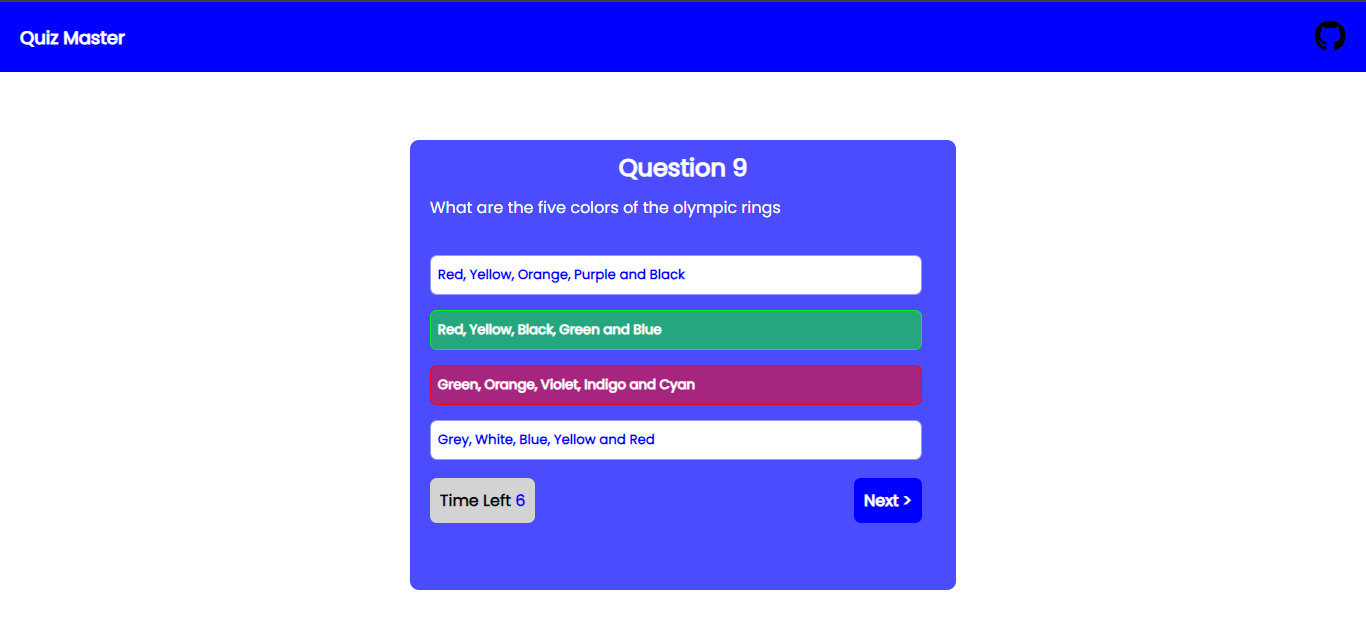 Quiz Master
Question 9
What are the five colors of the olympic rings
Red, Yellow, Orange, Purple and Black
Red, Yellow, Black, Green and Blue
Green, Orange, Violet, Indigo and Cyan
Grey, White, Blue, Yellow and Red
Time Left 6
Next >